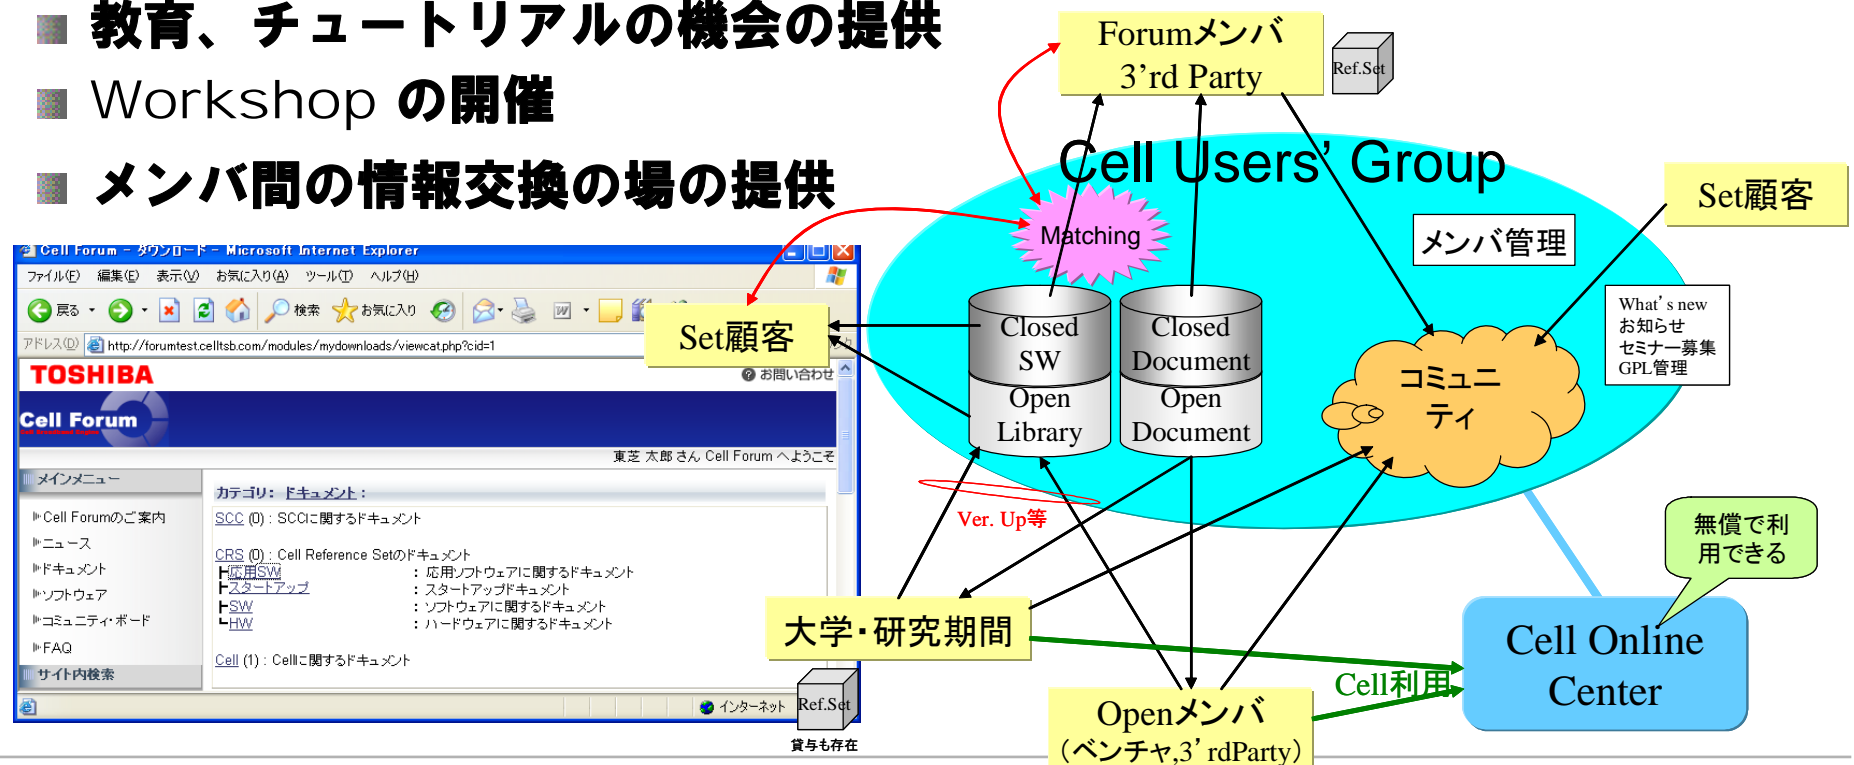 教育、チュートリアルの機会の提供
Workshop の開催
メンバ間の情報交換の場の提供
Cell Forum - ダウンロード - Microsoft Internet Explorer
ファイル(F) 編集(E) 表示(V) お気に入り(A) ツール(T) ヘルプ(H)
戻る 検索 お気に入り
アドレス(D) http://forumtest.celltsb.com/modules/mydownloads/viewcat.php?cid=1
TOSHIBA
お問い合わせ
Cell Forum
東芝 太郎 さん Cell Forum へようこそ
メインメニュー
Cell Forumのご案内
ニュース
ドキュメント
ソフトウェア
コミュニティ・ボード
FAQ
サイト内検索
カテゴリ: ドキュメント :
SCC (0) : SCCに関するドキュメント
CRS (0) : Cell Reference Setのドキュメント
┣応用SW : 応用ソフトウェアに関するドキュメント
┣スタートアップ : スタートアップドキュメント
┣SW : ソフトウェアに関するドキュメント
┗HW : ハードウェアに関するドキュメント
Cell (1) : Cellに関するドキュメント
インターネット
Ref.Set
貸与も存在
Forumメンバ
3’rd Party
Ref.Set
Cell Users’ Group
Matching
Set顧客
Set顧客
メンバ管理
What’s new
お知らせ
セミナー募集
GPL管理
Closed
SW
Open
Library
Closed
Document
Open
Document
コミュニ
ティ
Ver. Up等
無償で利
用できる
大学・研究期間
Cell Online
Center
Cell利用
Openメンバ
（ベンチャ,3’rdParty）